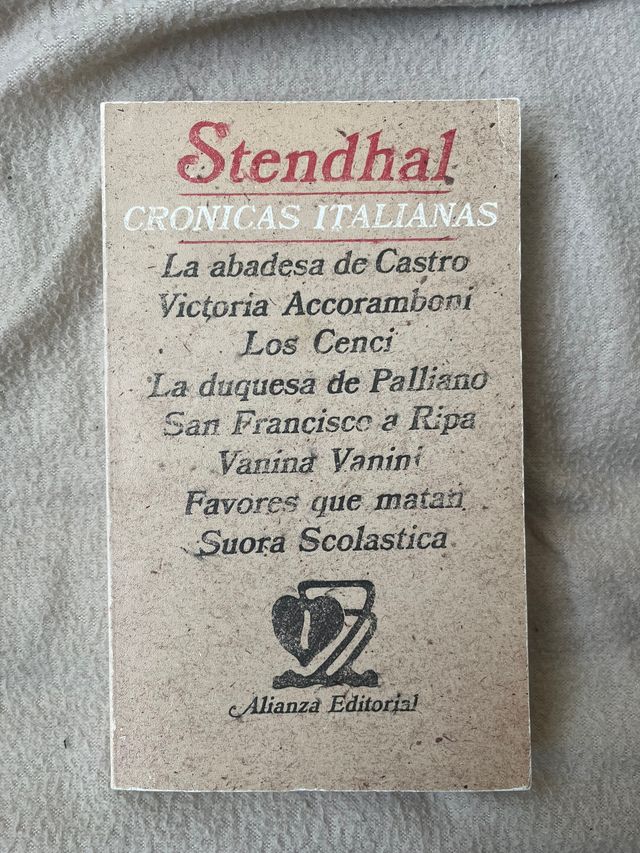 Stendhal
CRONICAS ITALIANAS
La abadesa de Castro
Victoria Accoramboni
Los Cenci
La duquesa de Palliano
San Francisco a Ripa
Vanina Vanini
Favores que matan
Suora Scolastica
Alianza Editorial